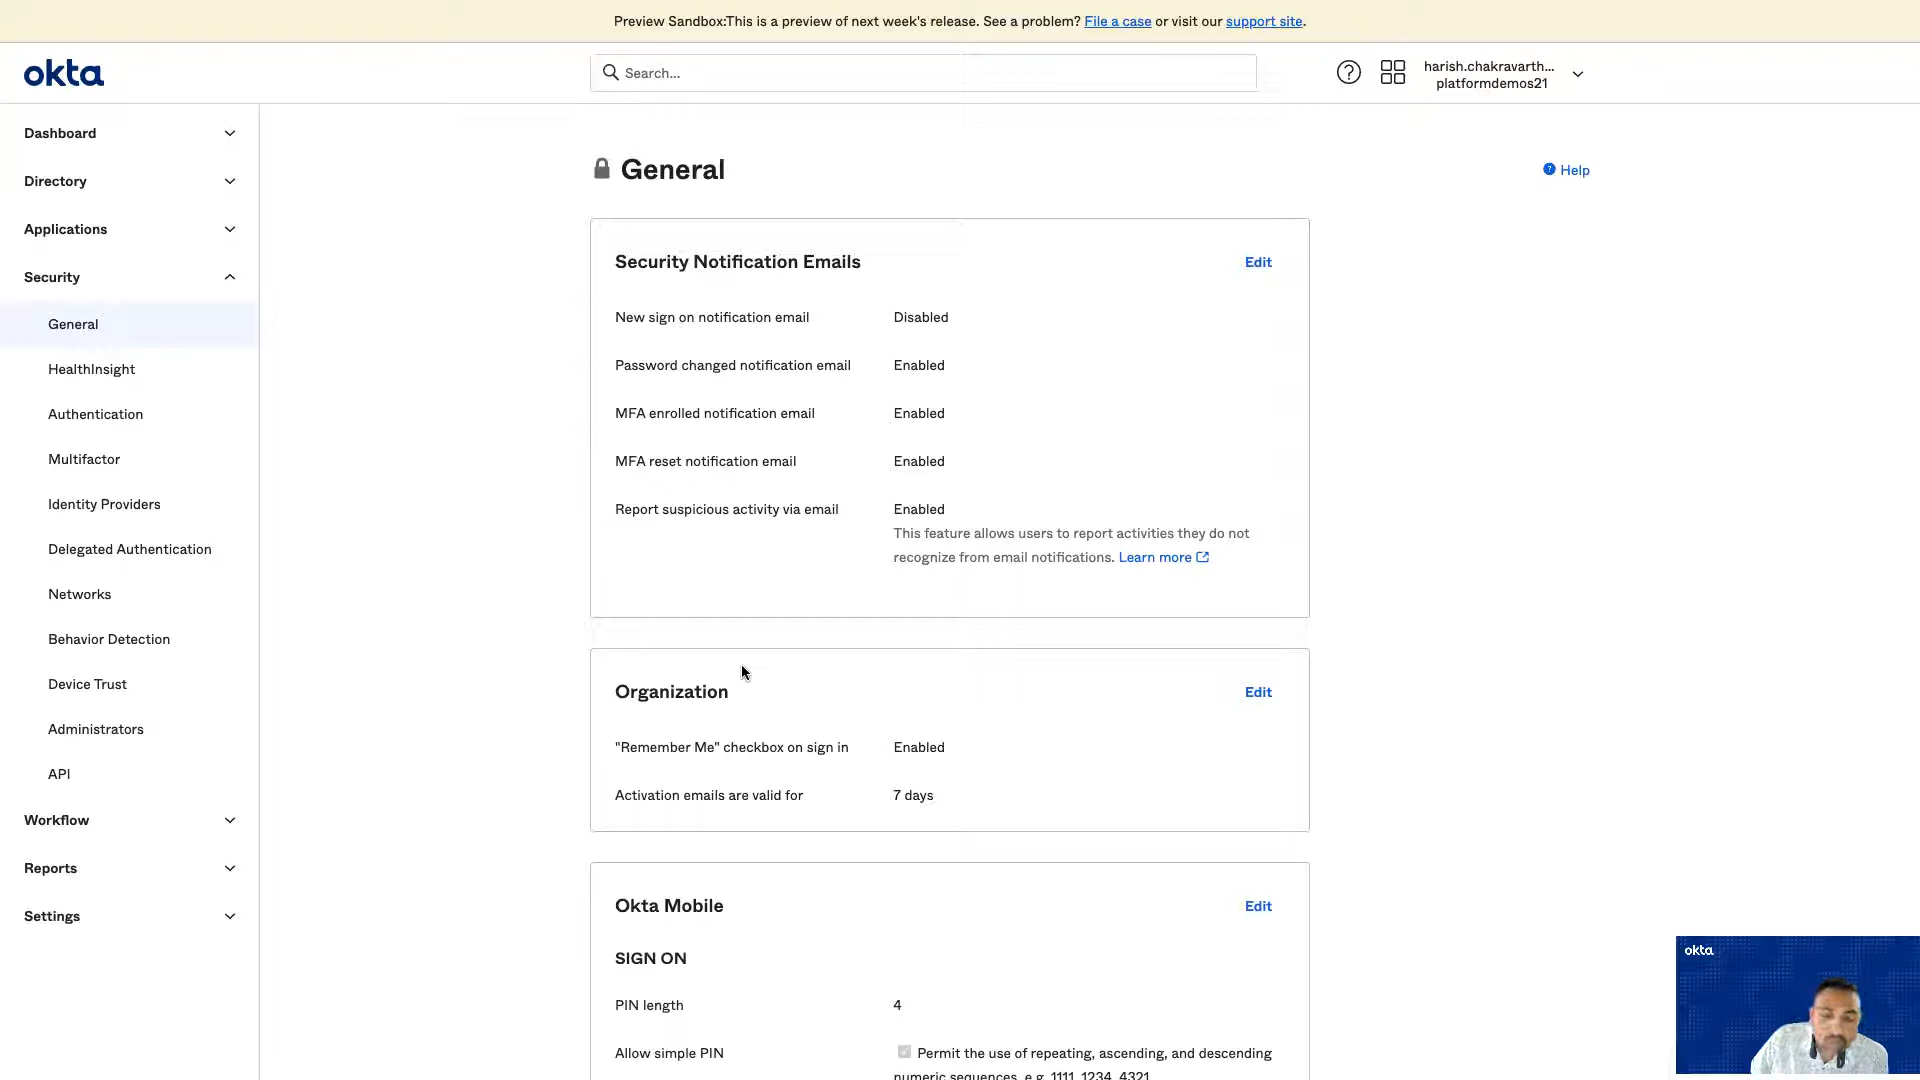 Preview Sandbox:This is a preview of next week's release. See a problem? File a case or visit our support site.
okta
Search...
harish.chakravarth...
platformdemos21
Dashboard
Directory
Applications
Security
General
HealthInsight
Authentication
Multifactor
Identity Providers
Delegated Authentication
Networks
Behavior Detection
Device Trust
Administrators
API
Workflow
Reports
Settings
General
Help
Security Notification Emails Edit
New sign on notification email Disabled
Password changed notification email Enabled
MFA enrolled notification email Enabled
MFA reset notification email Enabled
Report suspicious activity via email Enabled
This feature allows users to report activities they do not
recognize from email notifications. Learn more
Organization Edit
"Remember Me" checkbox on sign in Enabled
Activation emails are valid for 7 days
Okta Mobile Edit
SIGN ON
PIN length 4
Allow simple PIN Permit the use of repeating, ascending, and descending
numeric sequences, e.g. 1111, 1234, 4321
okta